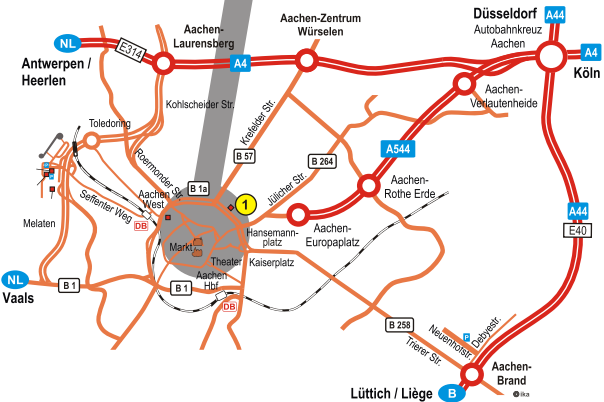 Düsseldorf
A44
Aachen-Zentrum
Würselen
Autobahnkreuz
Aachen
Aachen-
Laurensberg
NL
E314
A4
A4
Antwerpen /
Heerlen
Köln
Aachen-
Verlautenheide
Kohlscheider Str.
Krefelder Str.
Toledoring
A544
B 57
B 264
Roermonder Str.
Jülicher Str.
Aachen-
Rothe Erde
B 1a
Aachen
West
Seffenter Weg
1
A44
E40
Melaten
DB
Hansemann-
platz
Aachen-
Europaplatz
Markt
Theater
Kaiserplatz
Aachen
Hbf
NL
Vaals
B 1
B 1
DB
B 258
Trierer Str.
P
Neuenhofstr.
Debyestr.
Aachen-
Brand
Lüttich / Liège
B
ika